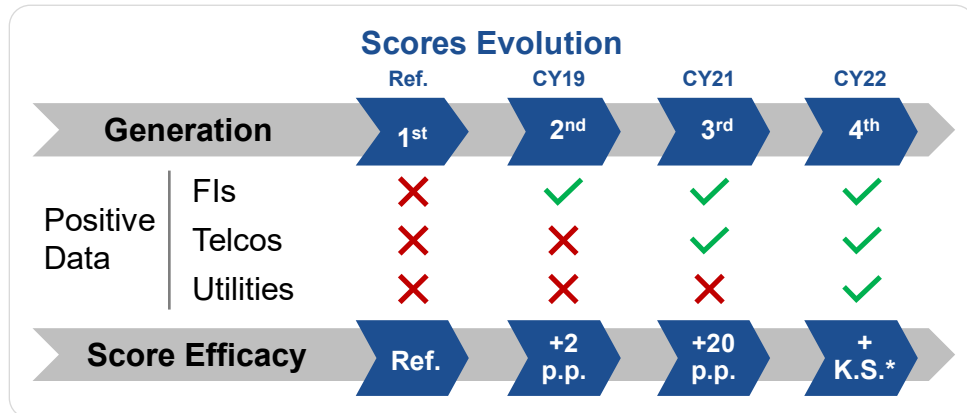 Scores Evolution
Ref. CY19 CY21 CY22
Generation 1st 2nd 3rd 4th
FIs
Positive
Data
Telcos
Utilities
Score Efficacy Ref. +2 p.p. +20 p.p. + K.S.*